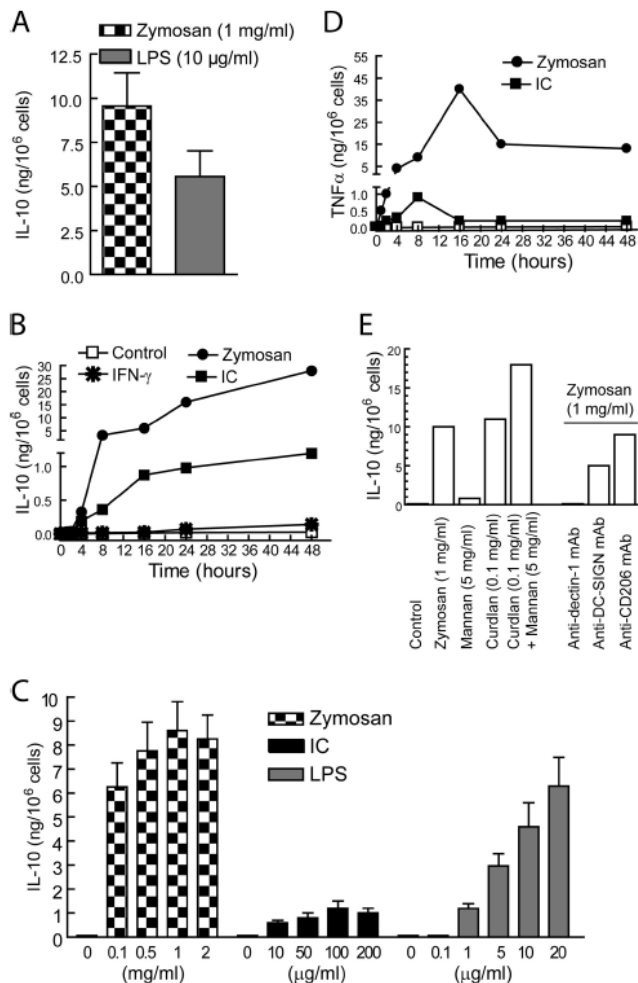 A
Zymosan (1 mg/ml)
LPS (10 μg/ml)
IL-10 (ng/10⁶ cells)
12.5
10.0
7.5
5.0
2.5
0.0
B
Control
Zymosan
IFN-γ
IC
IL-10 (ng/10⁶ cells)
30
25
20
15
10
5
1.0
0.5
0.0
0 4 8 12 16 20 24 28 32 36 40 44 48
Time (hours)
C
Zymosan
IC
LPS
IL-10 (ng/10⁶ cells)
9
8
7
6
5
4
3
2
1
0
0 0.1 0.5 1 2 0 10 50 100 200 0 0.1 1 5 10 20
(mg/ml) (μg/ml) (μg/ml)
D
Zymosan
IC
TNFα (ng/10⁶ cells)
55
45
35
25
15
5
1.0
0.5
0.0
0 4 8 12 16 20 24 28 32 36 40 44 48
Time (hours)
E
Zymosan
(1 mg/ml)
IL-10 (ng/10⁶ cells)
20
15
10
5
0
Control
Zymosan (1 mg/ml)
Mannan (5 mg/ml)
Curdlan (0.1 mg/ml)
Curdlan (0.1 mg/ml)
+ Mannan (5 mg/ml)
Anti-dectin-1 mAb
Anti-DC-SIGN mAb
Anti-CD206 mAb